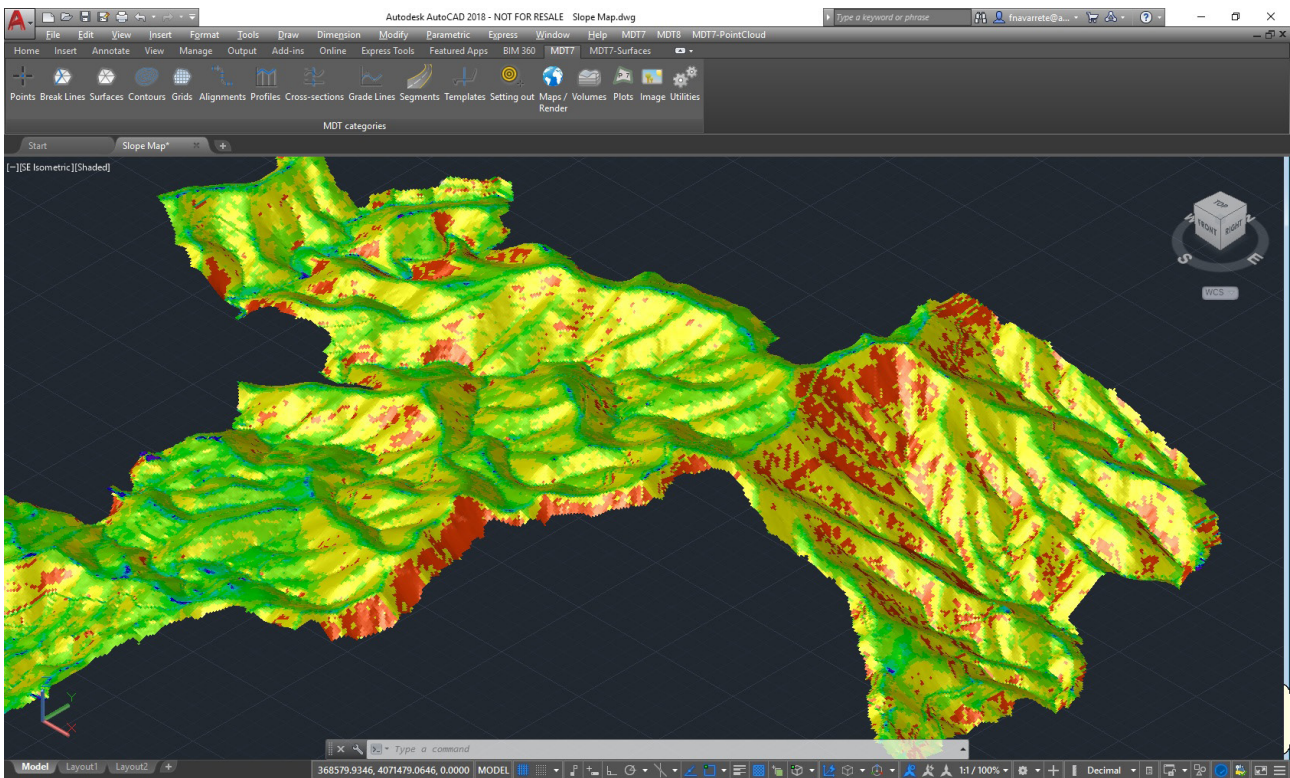 A. Autodesk AutoCAD 2018 - NOT FOR RESALE Slope Map.dwg Type a keyword or phrase fnavarrete@a... ?
File Edit View Insert Format Tools Draw Dimension Modify Parametric Express Window Help MDT7 MDT8 MDT7-PointCloud
Home Insert Annotate View Manage Output Add-ins Online Express Tools Featured Apps BIM 360 MDT7 MDT7-Surfaces
Points Break Lines Surfaces Contours Grids Alignments Profiles Cross-sections Grade Lines Segments Templates Setting out Maps / Volumes Plots Image Utilities
Render
MDT categories
Start Slope Map*
[−][SE Isometric][Shaded]
TOP
FRONT RIGHT
S E
WCS
Y
X
Type a command
Model Layout1 Layout2 + 368579.9346, 4071479.0646, 0.0000 MODEL 1:1 / 100% Decimal